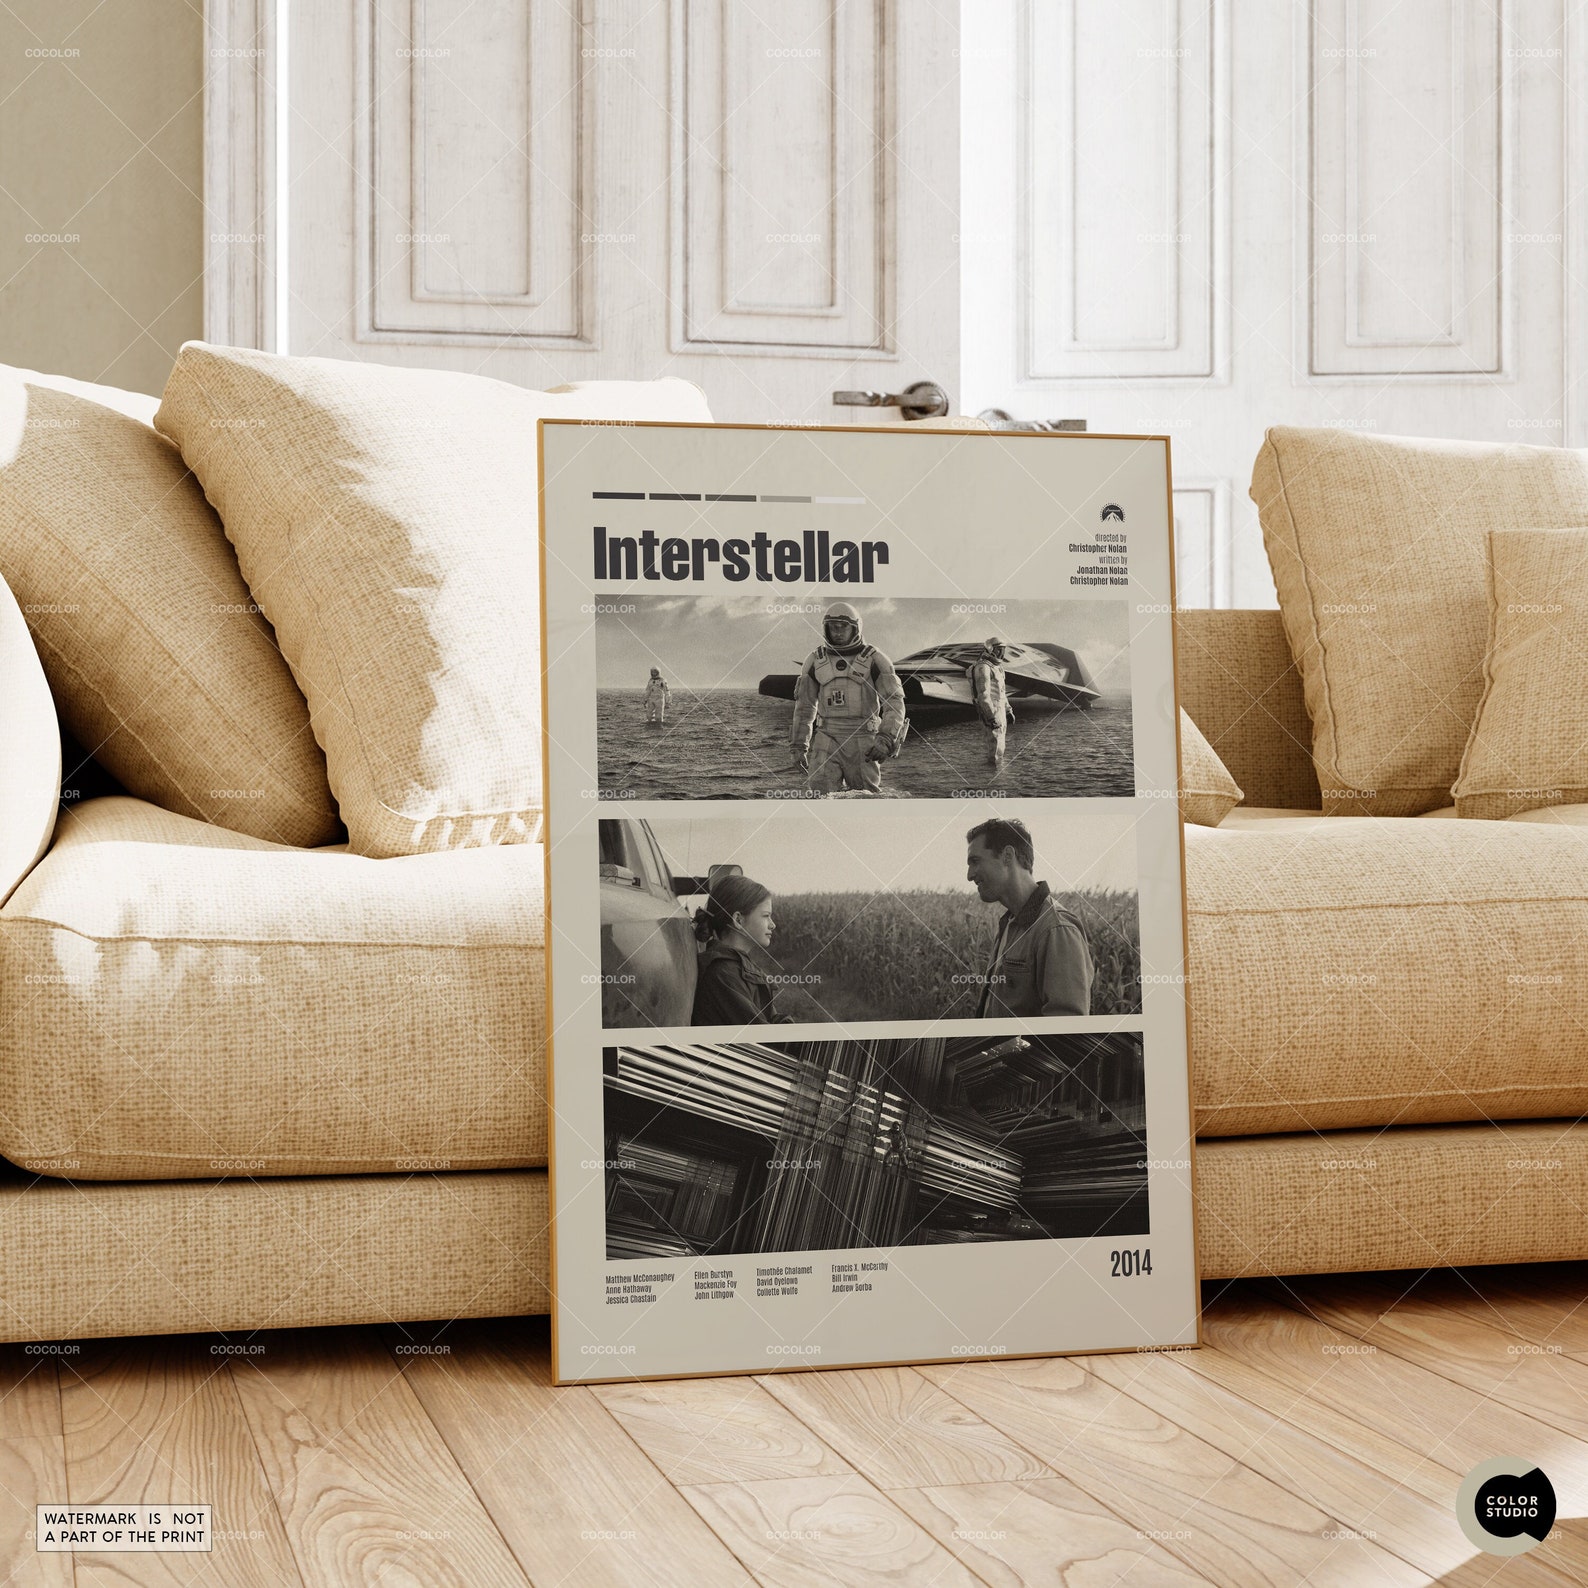 Interstellar
directed by
Christopher Nolan
written by
Jonathan Nolan
Christopher Nolan
Matthew McConaughey
Anne Hathaway
Jessica Chastain
Ellen Burstyn
Mackenzie Foy
John Lithgow
Timothée Chalamet
David Oyelowo
Collette Wolfe
Francis X. McCarthy
Bill Irwin
Andrew Borba
2014
WATERMARK IS NOT
A PART OF THE PRINT
COLOR
STUDIO
COCOLOR